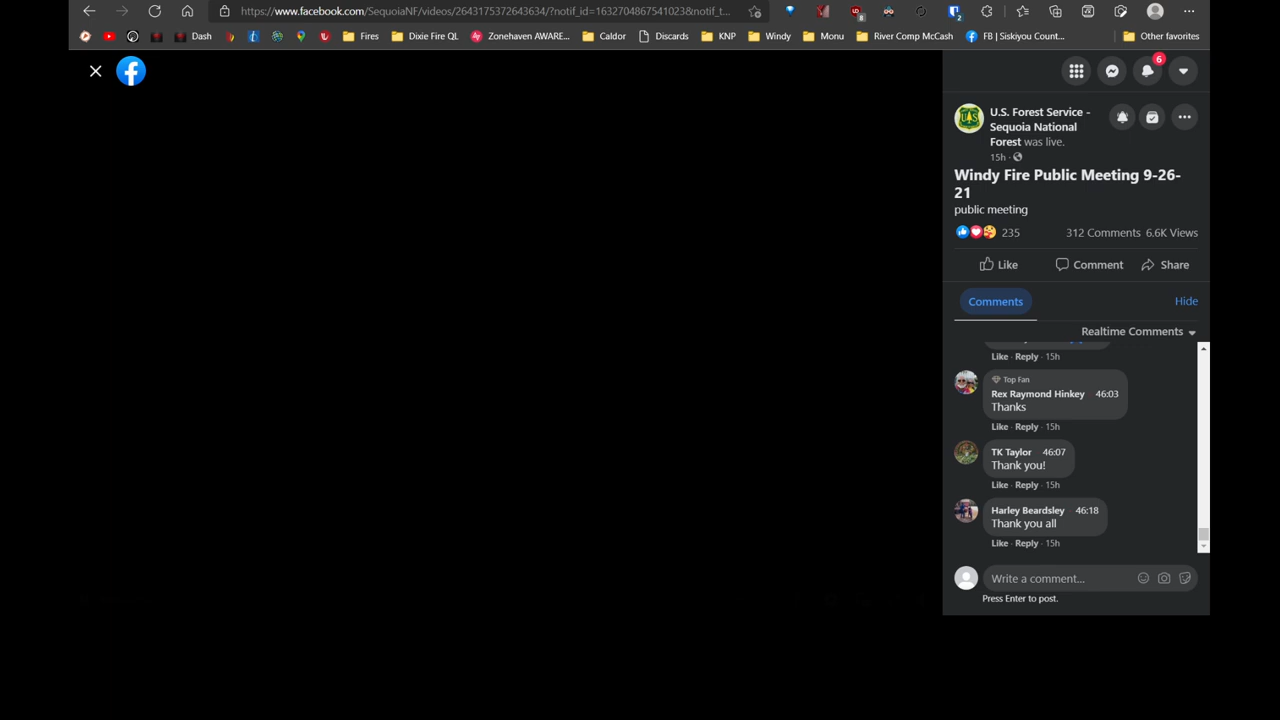 https://www.facebook.com/SequoiaNF/videos/2643175372643634/?notif_id=1632704867541023&notif_t...
8
2
Dash
Fires
Dixie Fire QL
Zonehaven AWARE...
Caldor
Discards
KNP
Windy
Monu
River Comp McCash
FB | Siskiyou Count...
Other favorites
6
U.S. Forest Service -
Sequoia National
Forest was live.
15h ·
Windy Fire Public Meeting 9-26-
21
public meeting
235 312 Comments 6.6K Views
Like Comment Share
Comments Hide
Realtime Comments
Like · Reply · 15h
Top Fan
Rex Raymond Hinkey 46:03
Thanks
Like · Reply · 15h
TK Taylor 46:07
Thank you!
Like · Reply · 15h
Harley Beardsley 46:18
Thank you all
Like · Reply · 15h
Write a comment...
Press Enter to post.